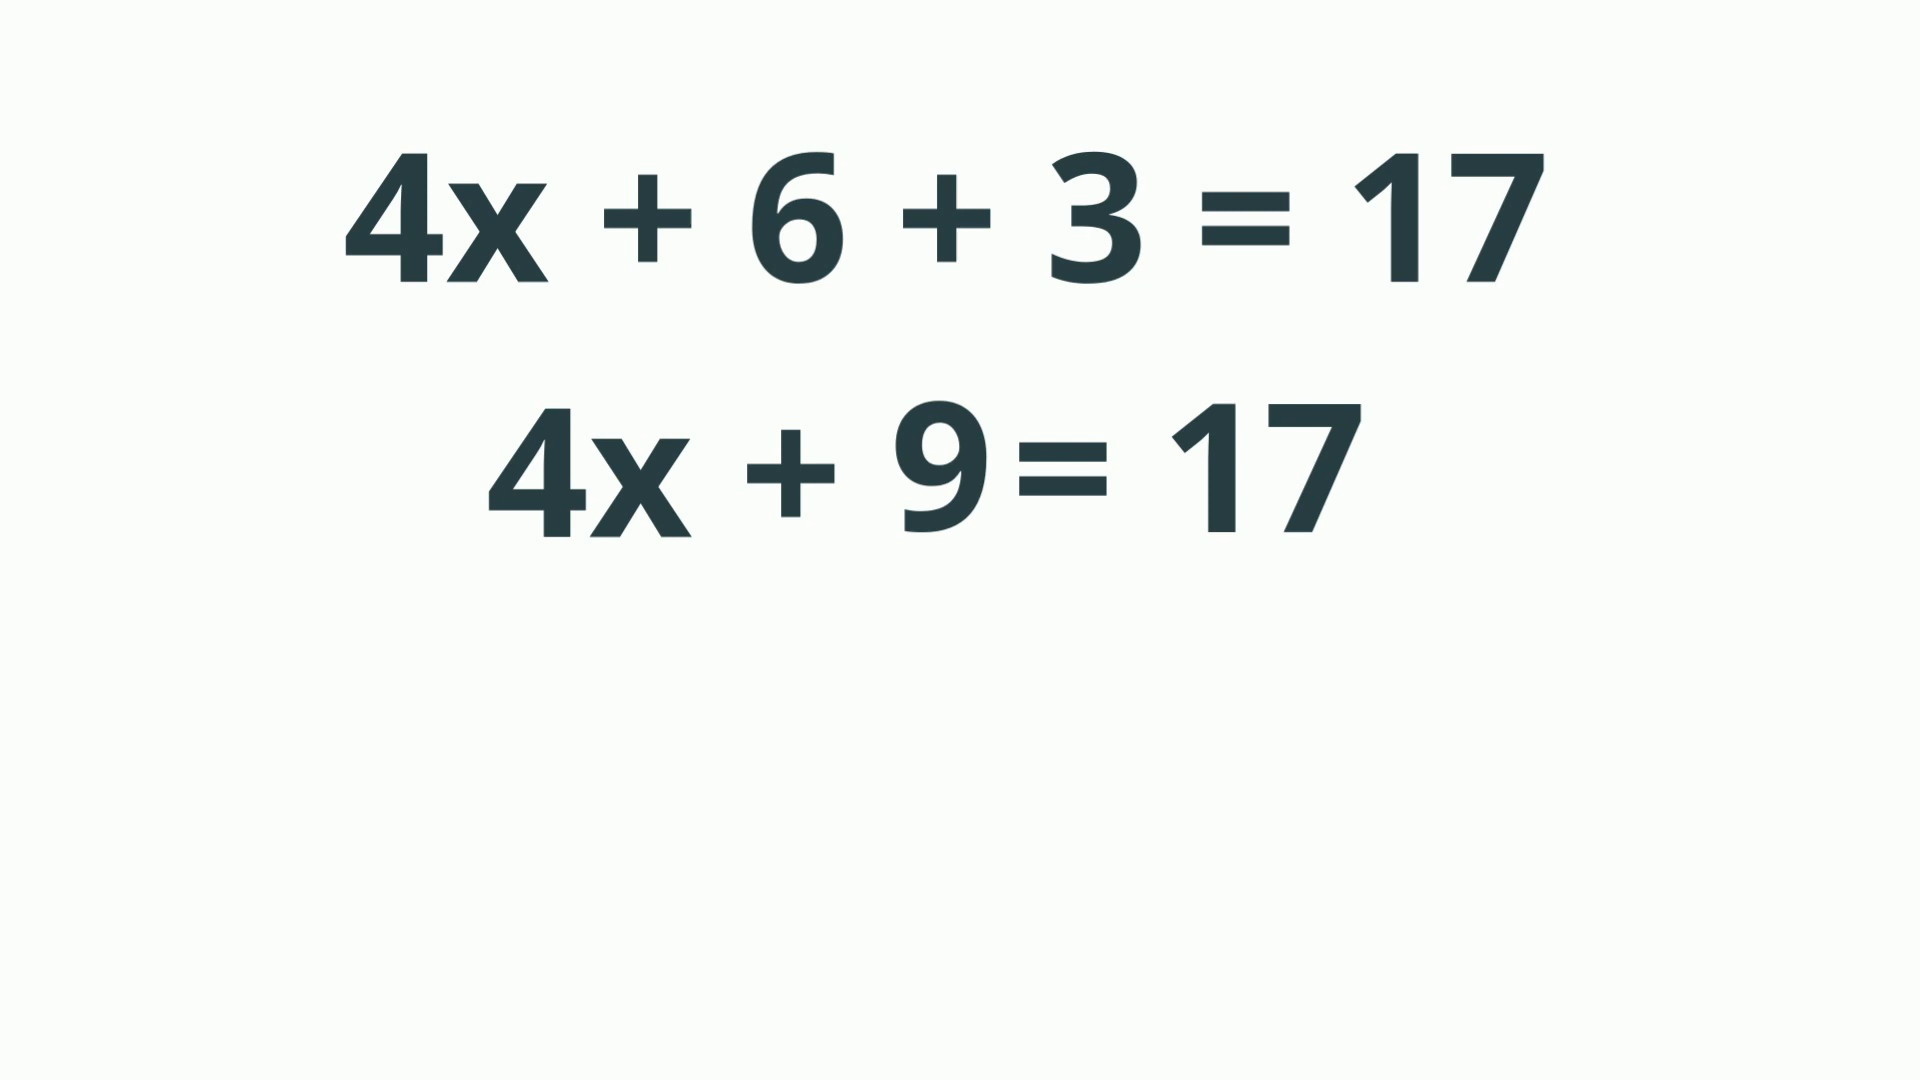 4x + 6 + 3 = 17
4x + 9 = 17